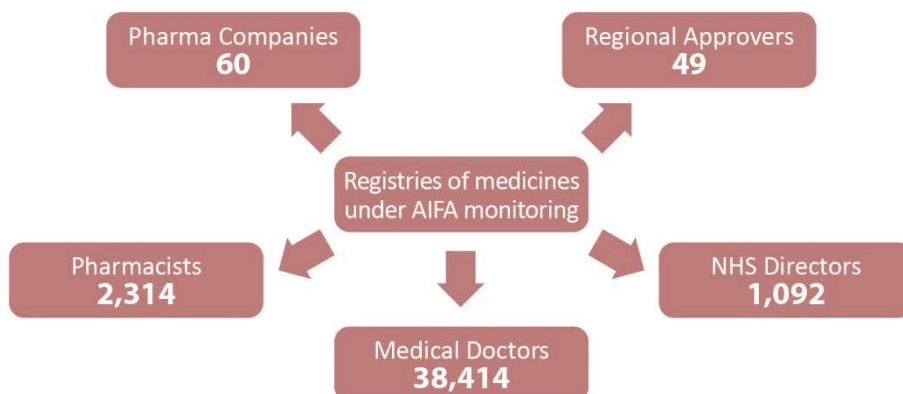 Pharma Companies
60
Regional Approvers
49
Registries of medicines
under AIFA monitoring
Pharmacists
2,314
NHS Directors
1,092
Medical Doctors
38,414